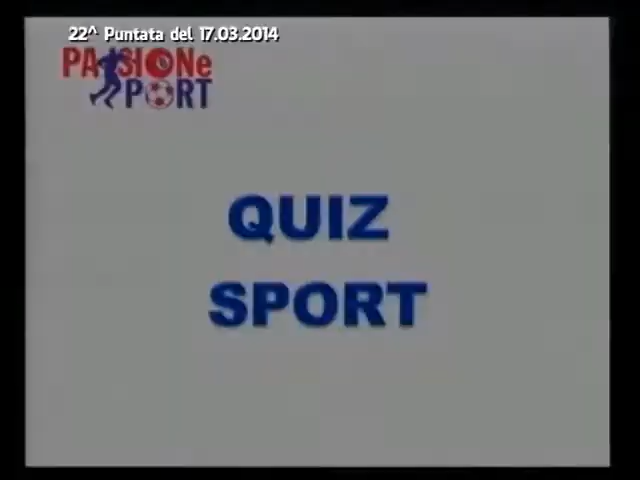 22^ Puntata del 17.03.2014
PASSIONe
SPORT
QUIZ
SPORT